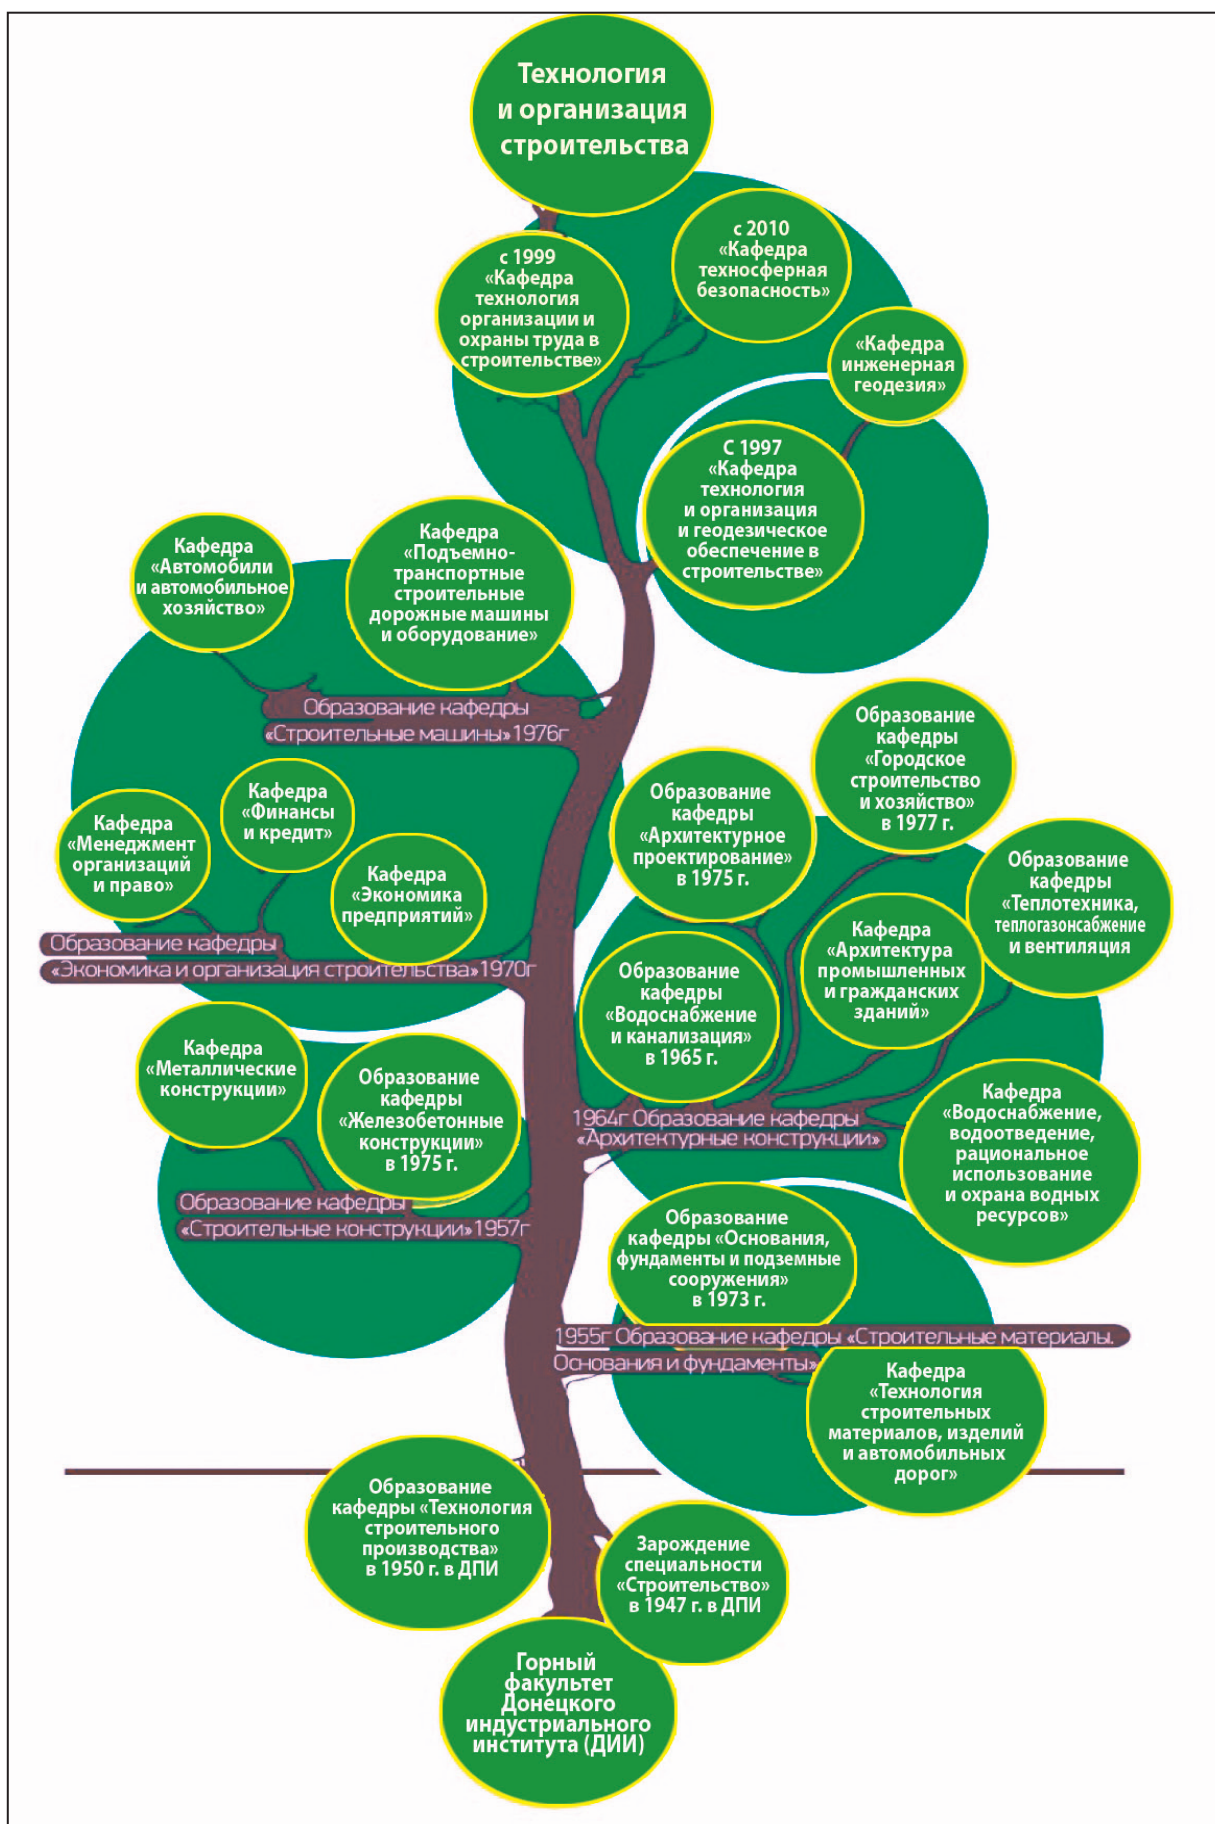 Технология
и организация
строительства
с 1999
«Кафедра
технология
организации и
охраны труда в
строительстве»
с 2010
«Кафедра
техносферная
безопасность»
«Кафедра
инженерная
геодезия»
С 1997
«Кафедра
технология
и организация
и геодезическое
обеспечение в
строительстве»
Кафедра
«Автомобили
и автомобильное
хозяйство»
Кафедра
«Подъемно-
транспортные
строительные
дорожные машины
и оборудование»
Образование кафедры
«Строительные машины» 1976г
Кафедра
«Менеджмент
организаций
и право»
Кафедра
«Финансы
и кредит»
Кафедра
«Экономика
предприятий»
Образование кафедры
«Экономика и организация строительства» 1970г
Образование
кафедры
«Архитектурное
проектирование»
в 1975 г.
Образование
кафедры
«Городское
строительство
и хозяйство»
в 1977 г.
Образование
кафедры
«Теплотехника,
теплогазонсабжение
и вентиляция
Кафедра
«Архитектура
промышленных
и гражданских
зданий»
Образование
кафедры
«Водоснабжение
и канализация»
в 1965 г.
Кафедра
«Водоснабжение,
водоотведение,
рациональное
использование
и охрана водных
ресурсов»
1964г Образование кафедры
«Архитектурные конструкции»
Кафедра
«Металлические
конструкции»
Образование
кафедры
«Железобетонные
конструкции»
в 1975 г.
Образование кафедры
«Строительные конструкции» 1957г
Образование
кафедры «Основания,
фундаменты и подземные
сооружения»
в 1973 г.
1955г Образование кафедры «Строительные материалы.
Основания и фундаменты»
Кафедра
«Технология
строительных
материалов, изделий
и автомобильных
дорог»
Образование
кафедры «Технология
строительного
производства»
в 1950 г. в ДПИ
Зарождение
специальности
«Строительство»
в 1947 г. в ДПИ
Горный
факультет
Донецкого
индустриального
института (ДИИ)